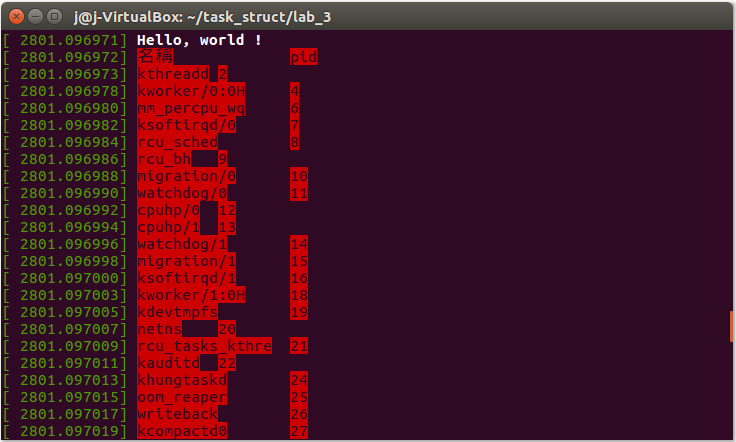 j@j-VirtualBox: ~/task_struct/lab_3
[ 2801.096971] Hello, world !
[ 2801.096972] 名稱 pid
[ 2801.096973] kthreadd 2
[ 2801.096978] kworker/0:0H 4
[ 2801.096980] mm_percpu_wq 6
[ 2801.096982] ksoftirqd/0 7
[ 2801.096984] rcu_sched 8
[ 2801.096986] rcu_bh 9
[ 2801.096988] migration/0 10
[ 2801.096990] watchdog/0 11
[ 2801.096992] cpuhp/0 12
[ 2801.096994] cpuhp/1 13
[ 2801.096996] watchdog/1 14
[ 2801.096998] migration/1 15
[ 2801.097000] ksoftirqd/1 16
[ 2801.097003] kworker/1:0H 18
[ 2801.097005] kdevtmpfs 19
[ 2801.097007] netns 20
[ 2801.097009] rcu_tasks_kthre 21
[ 2801.097011] kauditd 22
[ 2801.097013] khungtaskd 24
[ 2801.097015] oom_reaper 25
[ 2801.097017] writeback 26
[ 2801.097019] kcompactd0 27